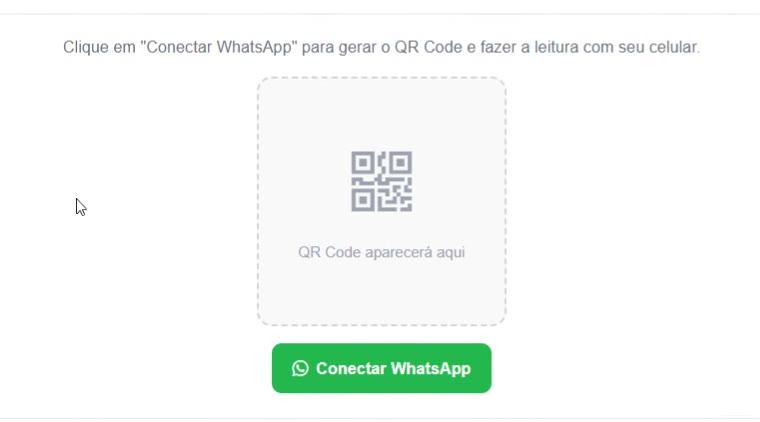 Clique em "Conectar WhatsApp" para gerar o QR Code e fazer a leitura com seu celular.
QR Code aparecerá aqui
Conectar WhatsApp